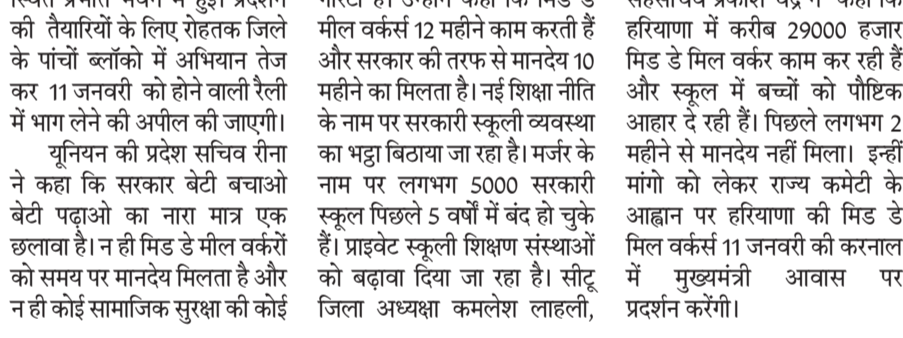 की तैयारियों के लिए रोहतक जिले
के पांचों ब्लॉको में अभियान तेज
कर 11 जनवरी को होने वाली रैली
में भाग लेने की अपील की जाएगी।
यूनियन की प्रदेश सचिव रीना
ने कहा कि सरकार बेटी बचाओ
बेटी पढ़ाओ का नारा मात्र एक
छलावा है। न ही मिड डे मील वर्करों
को समय पर मानदेय मिलता है और
न ही कोई सामाजिक सुरक्षा की कोई
मील वर्कर्स 12 महीने काम करती हैं
और सरकार की तरफ से मानदेय 10
महीने का मिलता है। नई शिक्षा नीति
के नाम पर सरकारी स्कूली व्यवस्था
का भट्ठा बिठाया जा रहा है। मर्जर के
नाम पर लगभग 5000 सरकारी
स्कूल पिछले 5 वर्षों में बंद हो चुके
हैं। प्राइवेट स्कूली शिक्षण संस्थाओं
को बढ़ावा दिया जा रहा है। सीटू
जिला अध्यक्षा कमलेश लाहली,
हरियाणा में करीब 29000 हजार
मिड डे मिल वर्कर काम कर रही हैं
और स्कूल में बच्चों को पौष्टिक
आहार दे रही हैं। पिछले लगभग 2
महीने से मानदेय नहीं मिला। इन्हीं
मांगो को लेकर राज्य कमेटी के
आह्वान पर हरियाणा की मिड डे
मिल वर्कर्स 11 जनवरी की करनाल
में मुख्यमंत्री आवास पर
प्रदर्शन करेंगी।